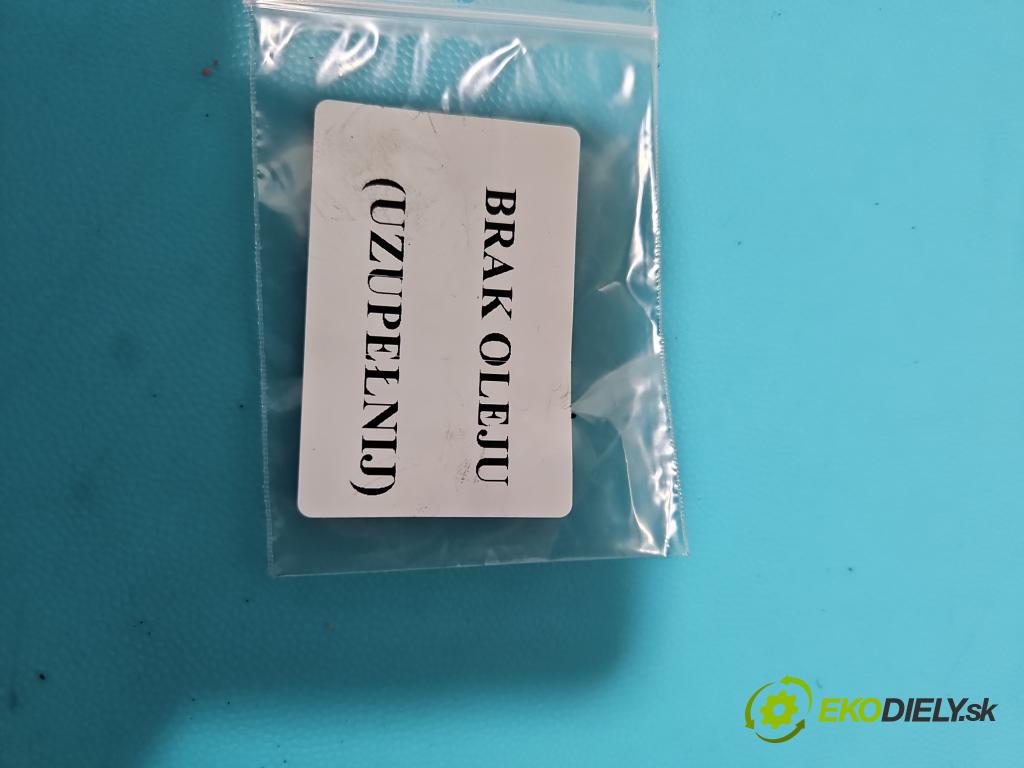 BRAK OLEJU
(UZUPEŁNIJ)
EKODIELY.sk